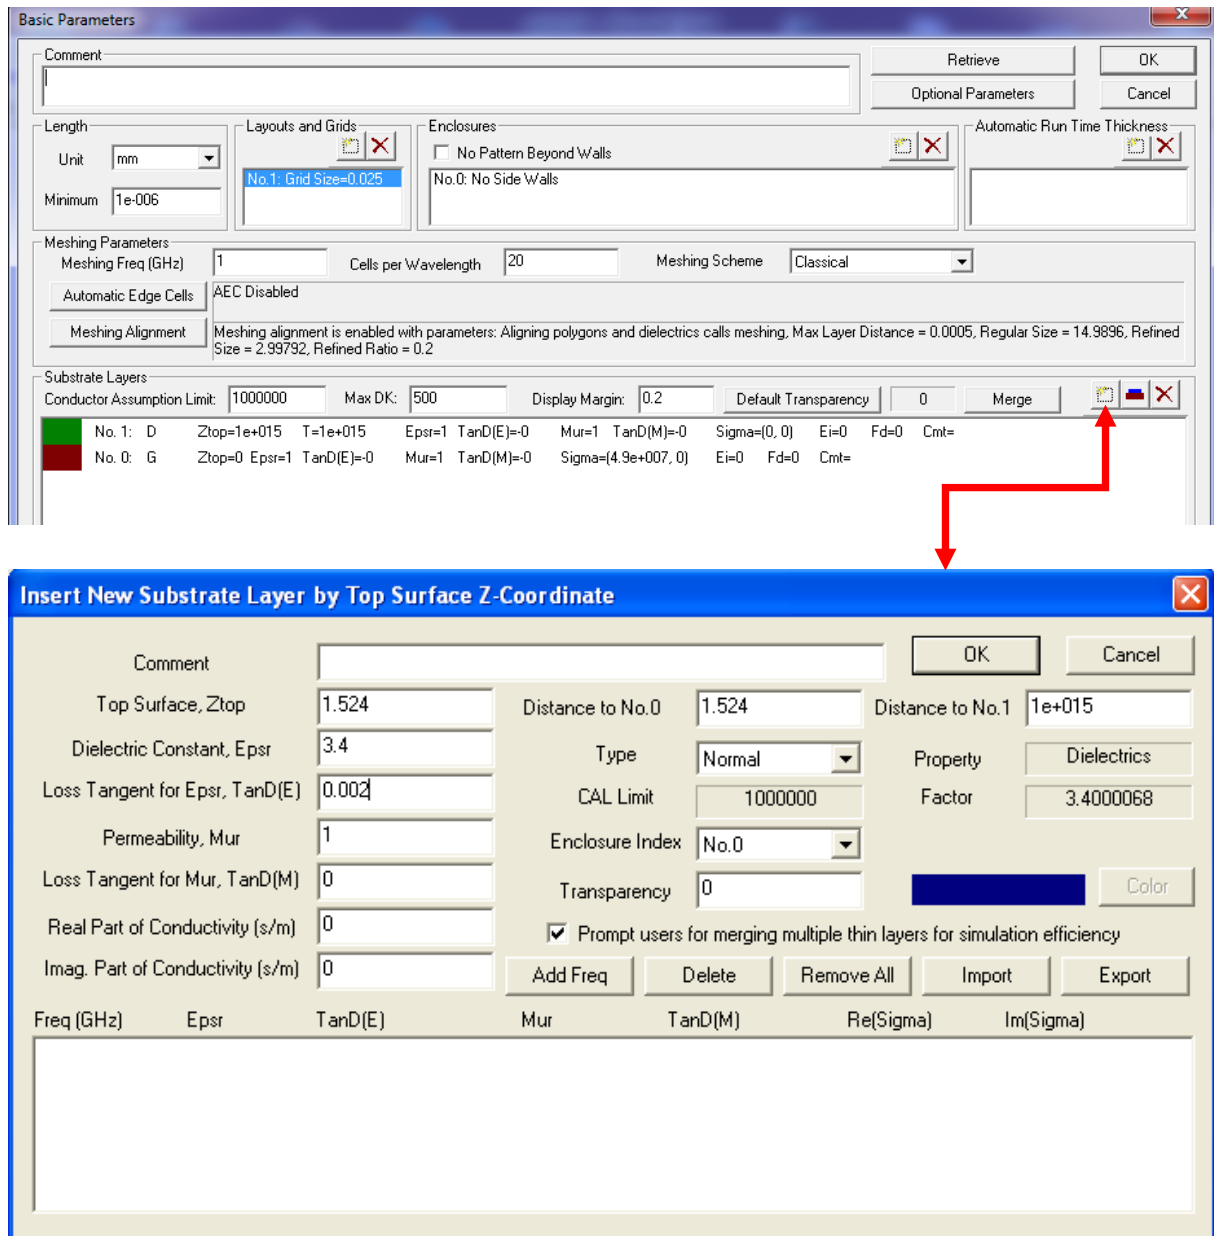 Basic Parameters
Comment
Retrieve OK
Optional Parameters Cancel
Length Layouts and Grids Enclosures Automatic Run Time Thickness
Unit mm No Pattern Beyond Walls
No.1: Grid Size=0.025 No.0: No Side Walls
Minimum 1e-006
Meshing Parameters
Meshing Freq (GHz) 1 Cells per Wavelength 20 Meshing Scheme Classical
Automatic Edge Cells AEC Disabled
Meshing Alignment Meshing alignment is enabled with parameters: Aligning polygons and dielectrics calls meshing, Max Layer Distance = 0.0005, Regular Size = 14.9896, Refined
Size = 2.99792, Refined Ratio = 0.2
Substrate Layers
Conductor Assumption Limit: 1000000 Max DK: 500 Display Margin: 0.2 Default Transparency 0 Merge
No. 1: D Ztop=1e+015 T=1e+015 Epsr=1 TanD(E)=-0 Mur=1 TanD(M)=-0 Sigma=(0, 0) Ei=0 Fd=0 Cmt=
No. 0: G Ztop=0 Epsr=1 TanD(E)=-0 Mur=1 TanD(M)=-0 Sigma=(4.9e+007, 0) Ei=0 Fd=0 Cmt=
Insert New Substrate Layer by Top Surface Z-Coordinate
Comment OK Cancel
Top Surface, Ztop 1.524 Distance to No.0 1.524 Distance to No.1 1e+015
Dielectric Constant, Epsr 3.4 Type Normal Property Dielectrics
Loss Tangent for Epsr, TanD(E) 0.002 CAL Limit 1000000 Factor 3.4000068
Permeability, Mur 1 Enclosure Index No.0
Loss Tangent for Mur, TanD(M) 0 Transparency 0 Color
Real Part of Conductivity (s/m) 0 Prompt users for merging multiple thin layers for simulation efficiency
Imag. Part of Conductivity (s/m) 0 Add Freq Delete Remove All Import Export
Freq (GHz) Epsr TanD(E) Mur TanD(M) Re(Sigma) Im(Sigma)